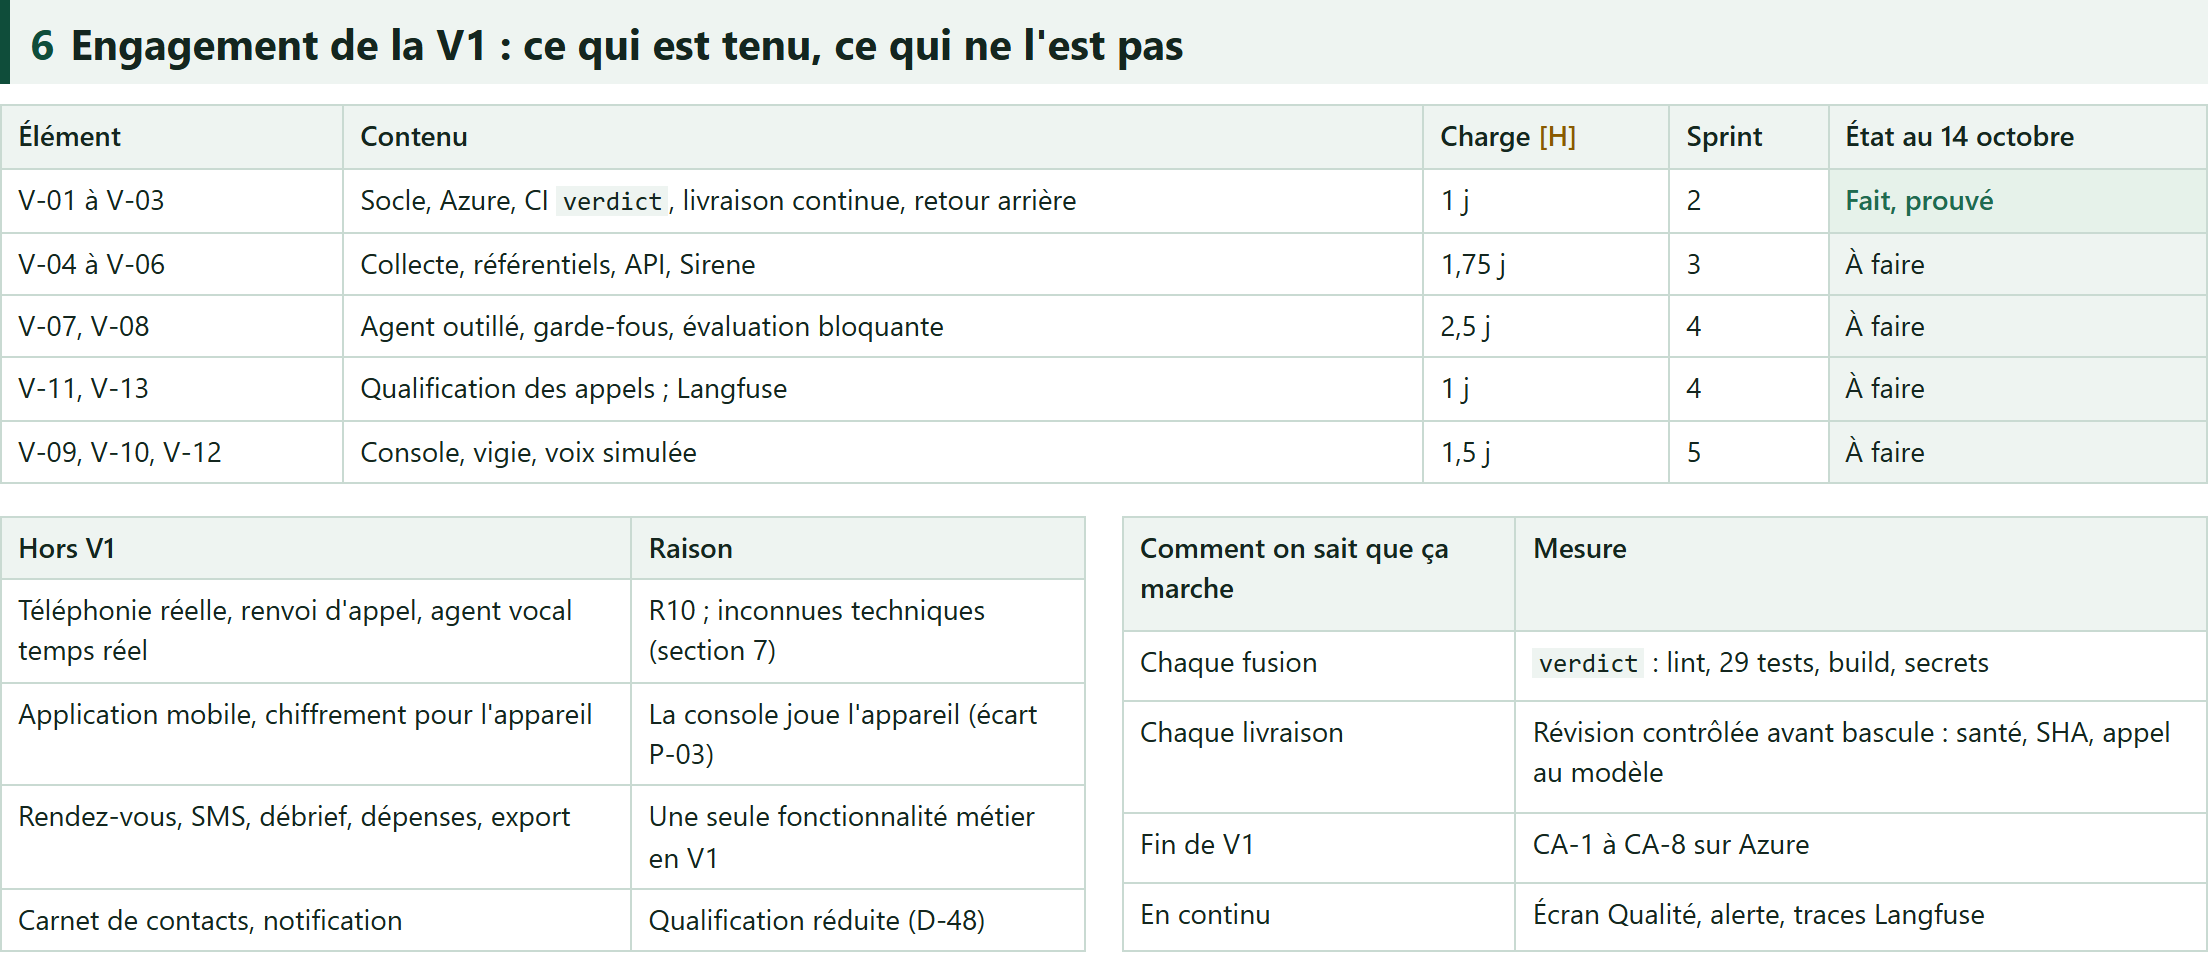 6 Engagement de la V1 : ce qui est tenu, ce qui ne l'est pas
Élément Contenu Charge [H] Sprint État au 14 octobre
V-01 à V-03 Socle, Azure, CI verdict, livraison continue, retour arrière 1 j 2 Fait, prouvé
V-04 à V-06 Collecte, référentiels, API, Sirene 1,75 j 3 À faire
V-07, V-08 Agent outillé, garde-fous, évaluation bloquante 2,5 j 4 À faire
V-11, V-13 Qualification des appels ; Langfuse 1 j 4 À faire
V-09, V-10, V-12 Console, vigie, voix simulée 1,5 j 5 À faire
Hors V1 Raison
Téléphonie réelle, renvoi d'appel, agent vocal
temps réel
R10 ; inconnues techniques
(section 7)
Application mobile, chiffrement pour l'appareil
La console joue l'appareil (écart
P-03)
Rendez-vous, SMS, débrief, dépenses, export
Une seule fonctionnalité métier
en V1
Carnet de contacts, notification Qualification réduite (D-48)
Comment on sait que ça
marche
Mesure
Chaque fusion verdict : lint, 29 tests, build, secrets
Chaque livraison
Révision contrôlée avant bascule : santé, SHA, appel
au modèle
Fin de V1 CA-1 à CA-8 sur Azure
En continu Écran Qualité, alerte, traces Langfuse